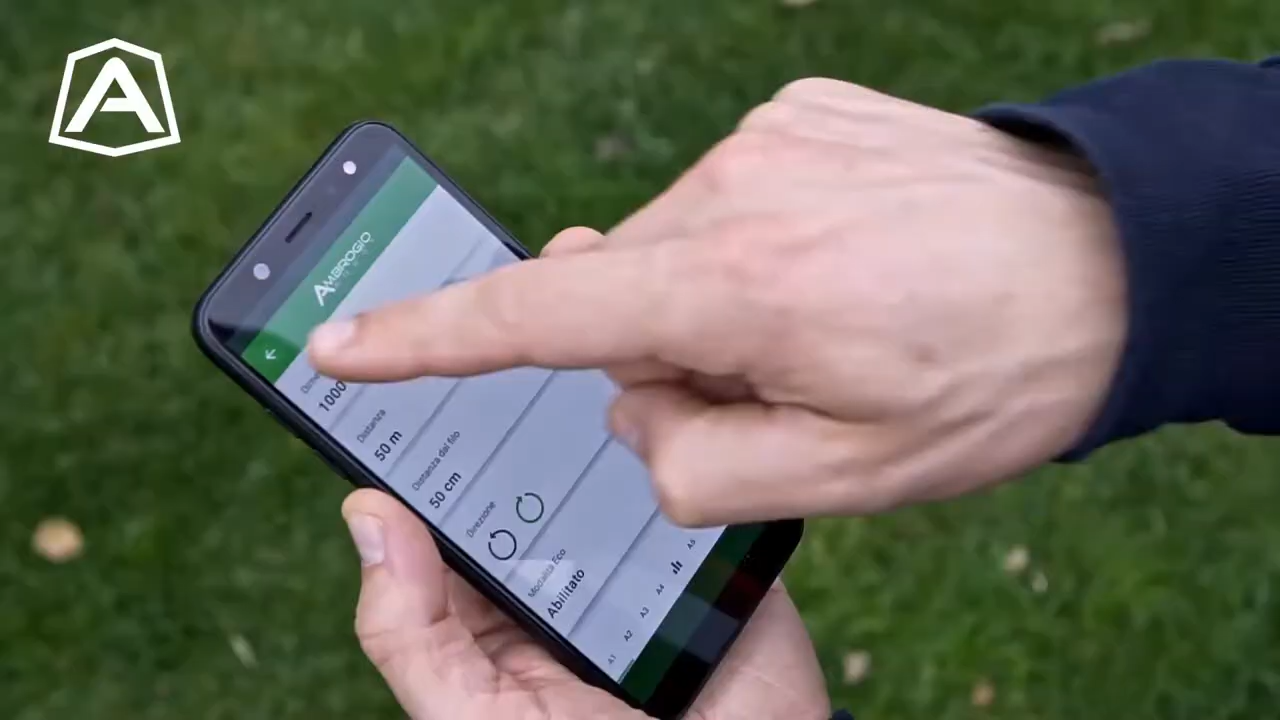 A
AMBROGIO
1000
Distanza
50 m
Distanza dal filo
50 cm
Direzione
Modalità Eco
Abilitato
A1 A2 A3 A4 A5